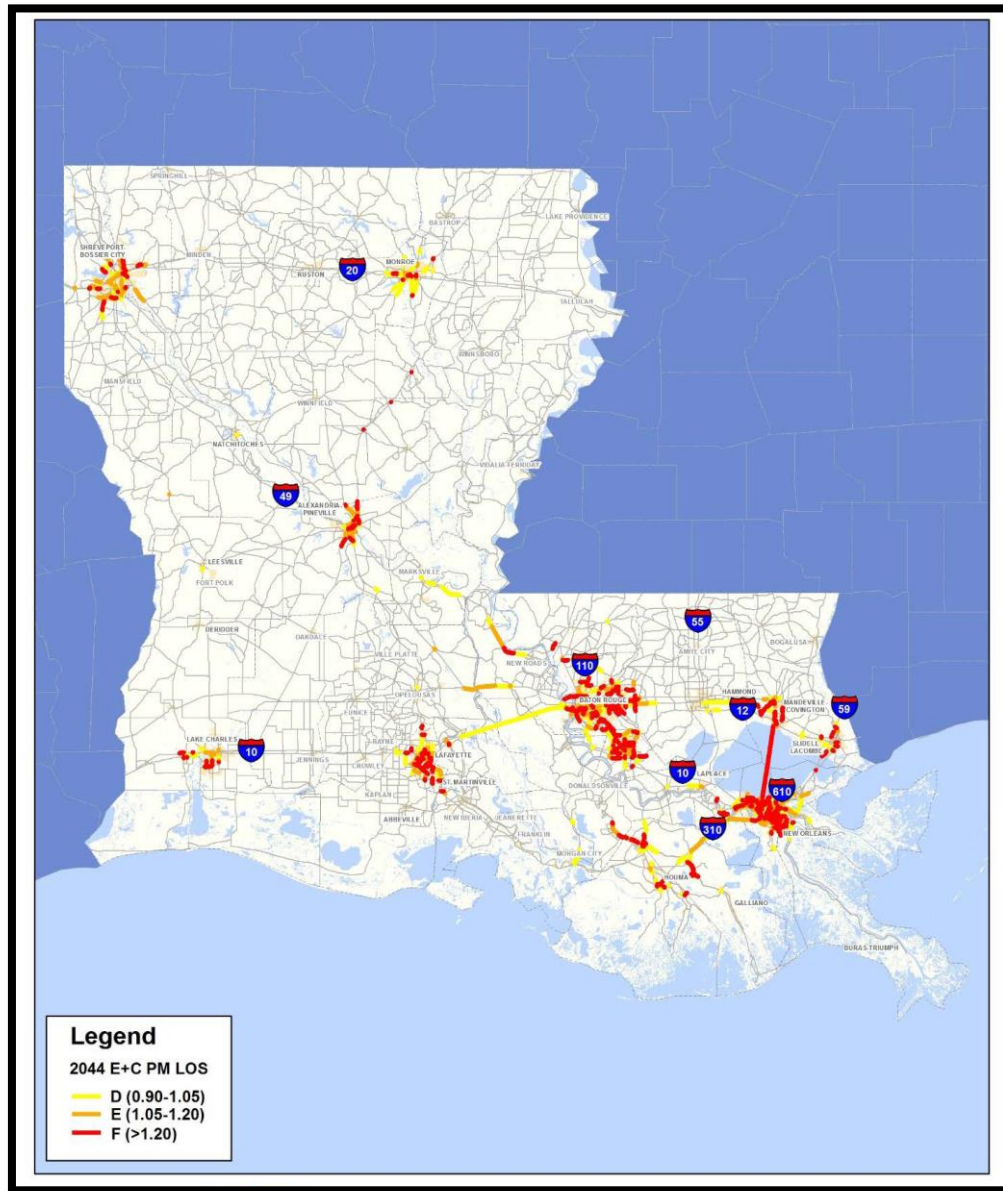 SPRINGHILL
BASTRUP
LAKE PROVIDENCE
SHREVEPORT
BOSSIER CITY
MINDEN
RUSTON
20
MONROE
TALLULAH
WINNSBORO
MANSFIELD
WINNFIELD
NATCHITOCHES
VIDALIA-FERRIDAY
49
ALEXANDRIA
PINEVILLE
LEESVILLE
FORT POLK
MARKSVILLE
DERIDDER
OAKDALE
55
BOGALUSA
VILLE PLATTE
NEW ROADS
110
AMITE CITY
OPELOUSAS
BATON ROUGE
HAMMOND
12
MANDEVILLE
COVINGTON
59
EUNICE
LAKE CHARLES
10
RAYNE
LAFAYETTE
SLIDELL
LACOMBE
JENNINGS
CROWLEY
ST. MARTINVILLE
10
LAPLACE
610
KAPLAN
DONALDSONVILLE
ABBEVILLE
NEW IBERIA
JEANERETTE
310
NEW ORLEANS
FRANKLIN
MORGAN CITY
HOUMA
GALLIANO
BURAS TRIUMPH
Legend
2044 E+C PM LOS
D (0.90-1.05)
E (1.05-1.20)
F (>1.20)